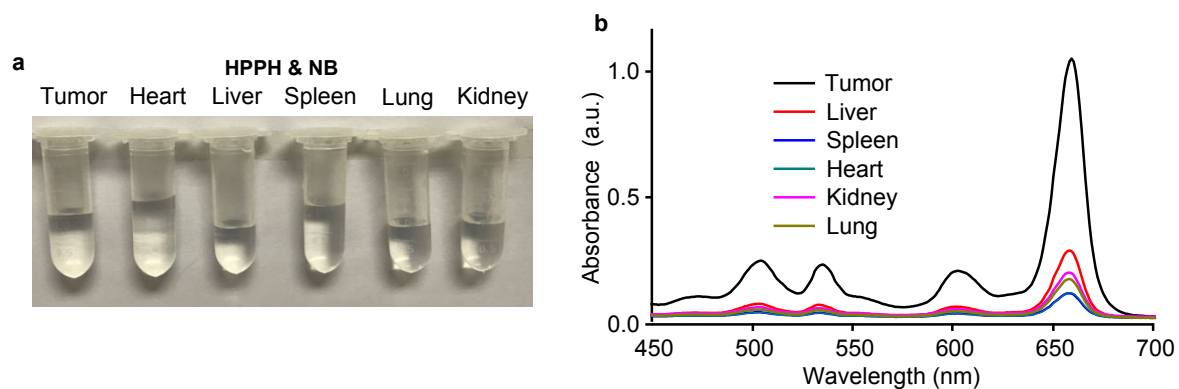 a
HPPH & NB
Tumor Heart Liver Spleen Lung Kidney
b
Absorbance (a.u.)
1.0
0.5
0.0
Tumor
Liver
Spleen
Heart
Kidney
Lung
450 500 550 600 650 700
Wavelength (nm)